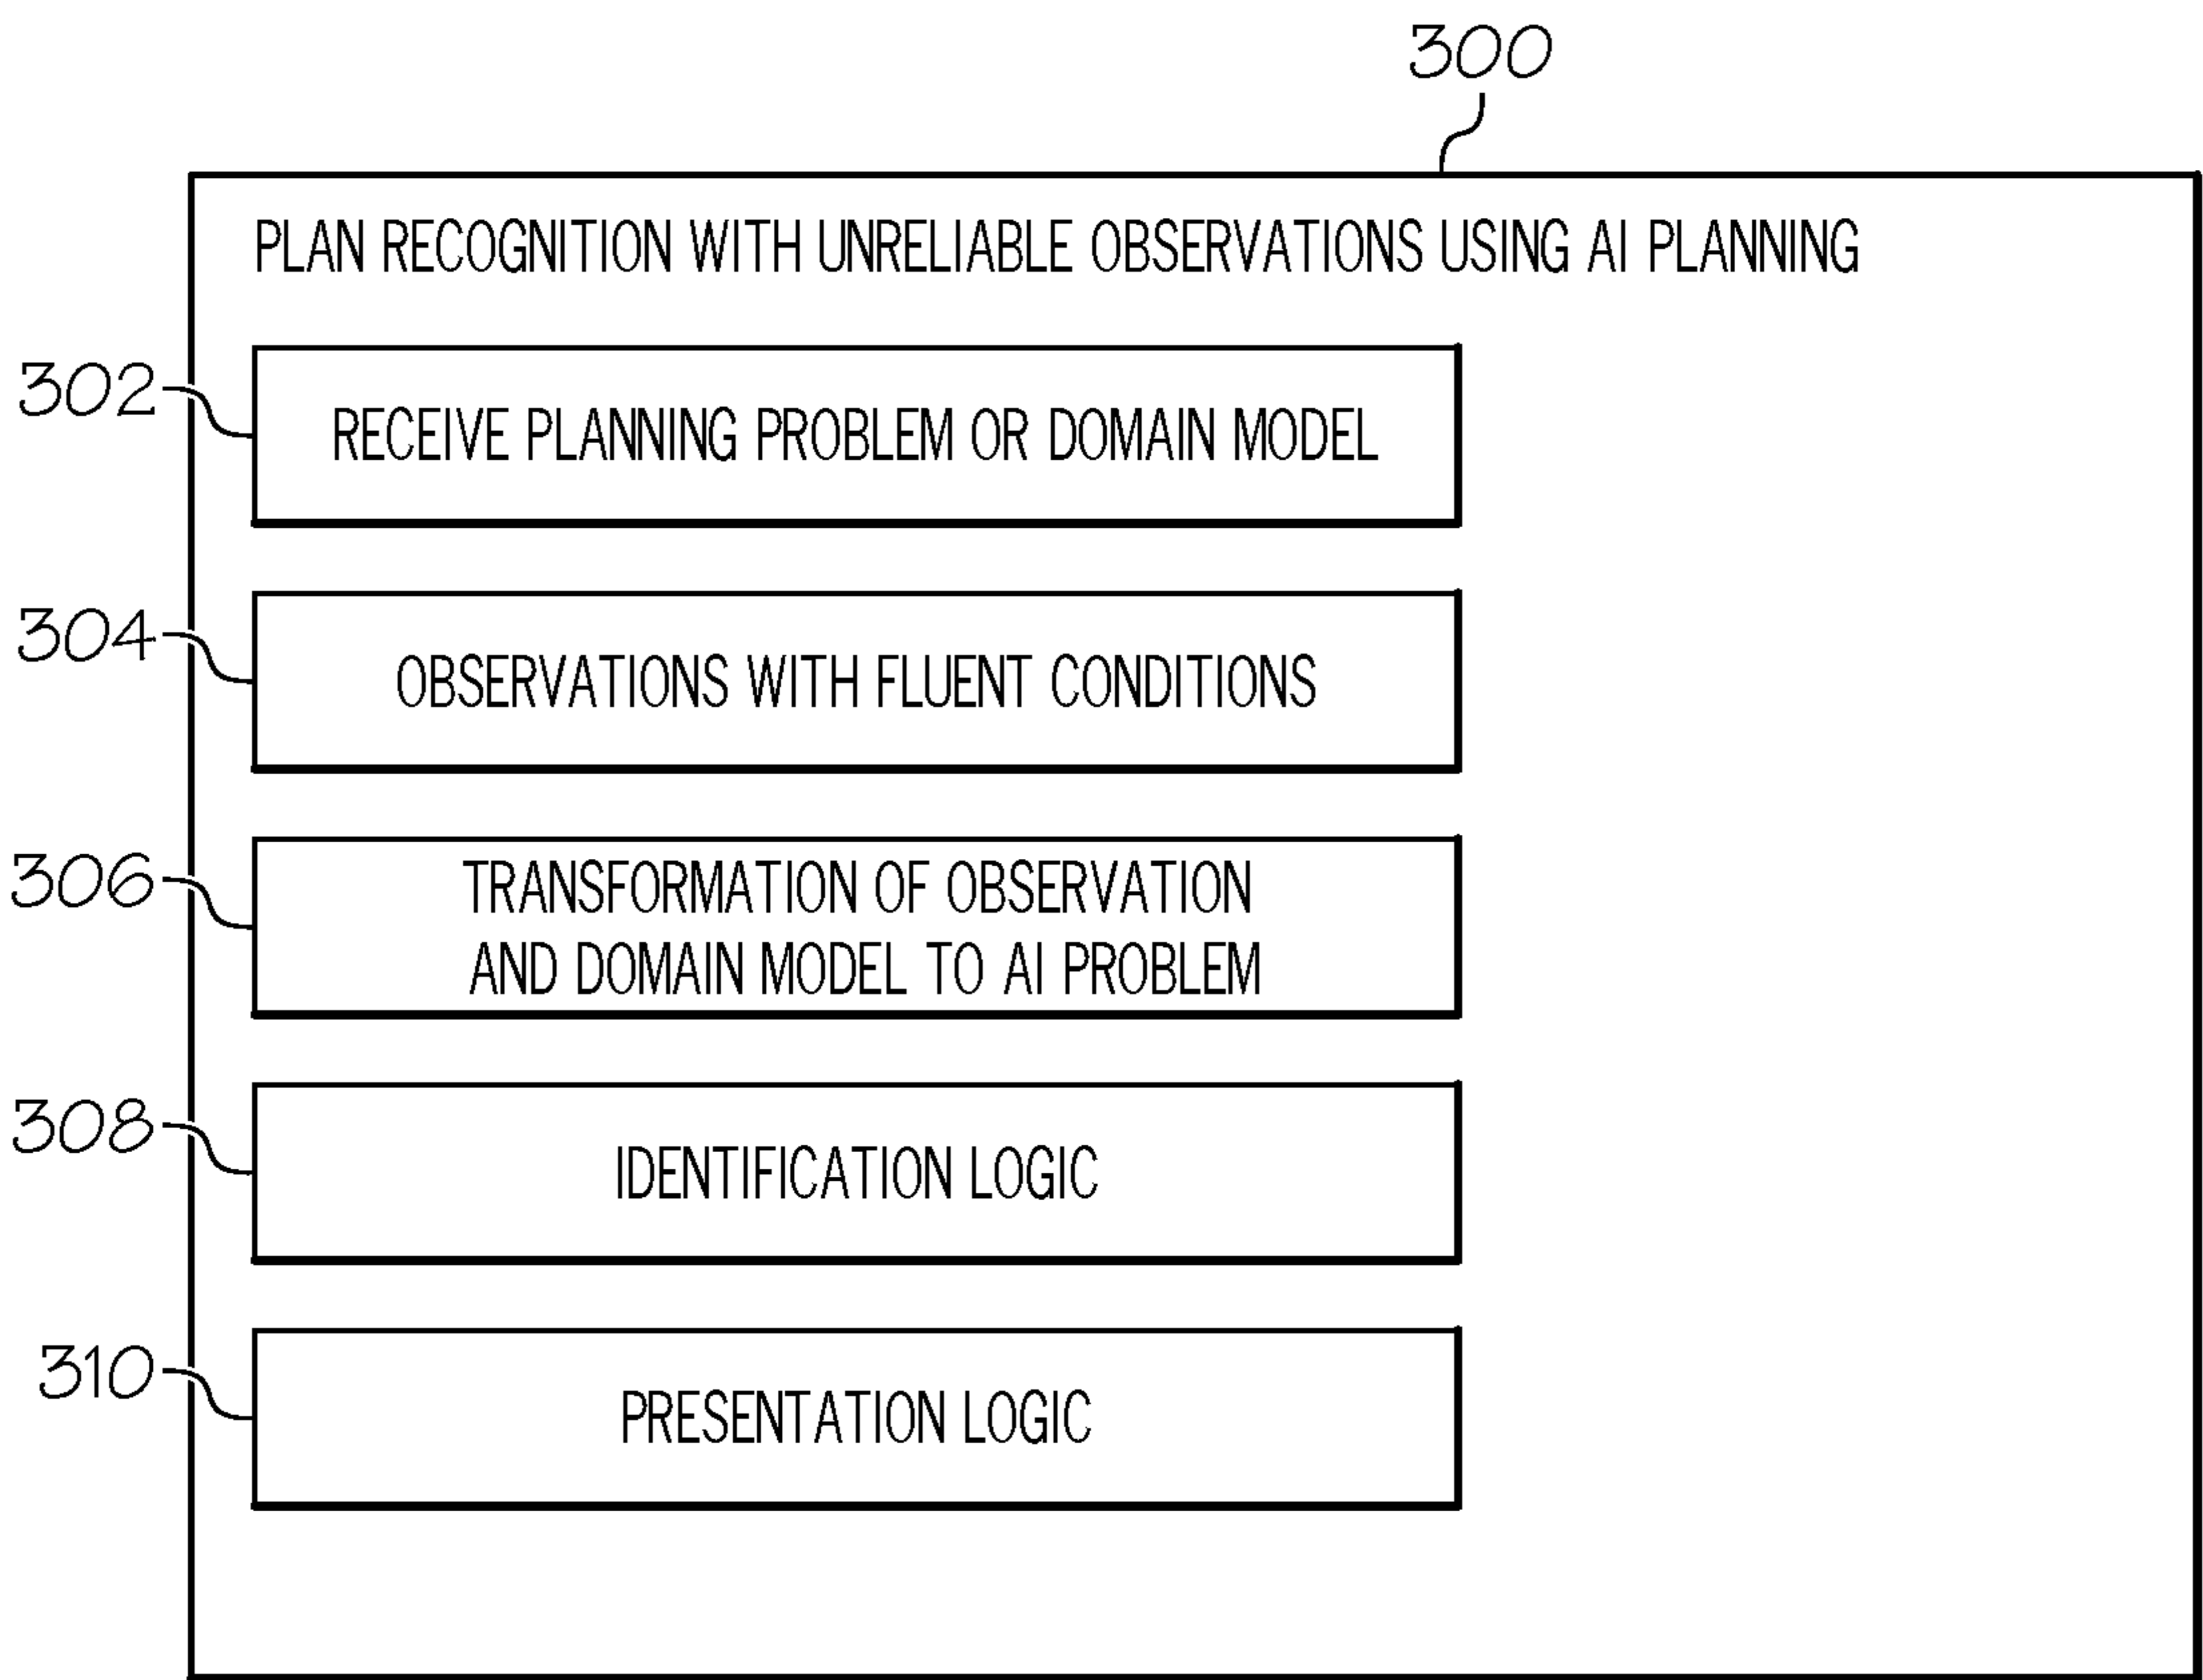 300
PLAN RECOGNITION WITH UNRELIABLE OBSERVATIONS USING AI PLANNING
302
RECEIVE PLANNING PROBLEM OR DOMAIN MODEL
304
OBSERVATIONS WITH FLUENT CONDITIONS
306
TRANSFORMATION OF OBSERVATION
AND DOMAIN MODEL TO AI PROBLEM
308
IDENTIFICATION LOGIC
310
PRESENTATION LOGIC